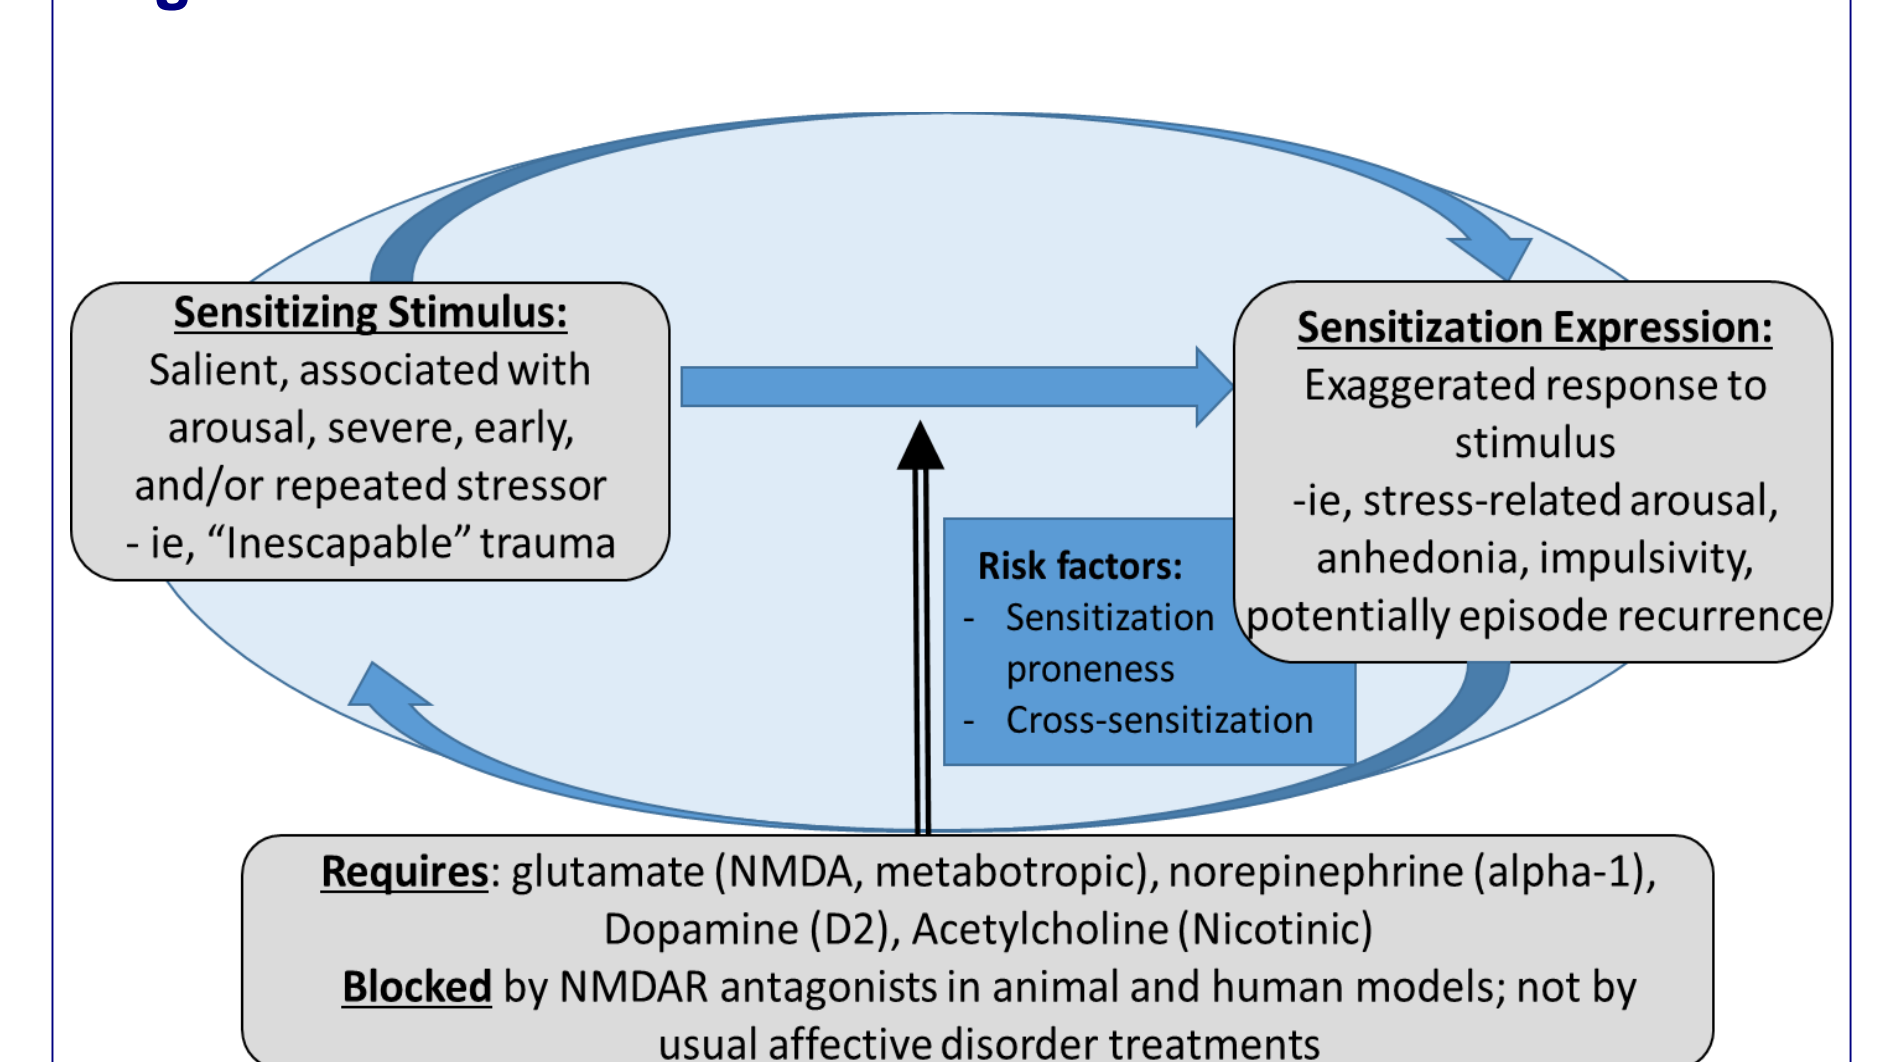 Sensitizing Stimulus:
Salient, associated with
arousal, severe, early,
and/or repeated stressor
- ie, “Inescapable” trauma
Sensitization Expression:
Exaggerated response to
stimulus
-ie, stress-related arousal,
anhedonia, impulsivity,
potentially episode recurrence
Risk factors:
- Sensitization
proneness
- Cross-sensitization
Requires: glutamate (NMDA, metabotropic), norepinephrine (alpha-1),
Dopamine (D2), Acetylcholine (Nicotinic)
Blocked by NMDAR antagonists in animal and human models; not by
usual affective disorder treatments